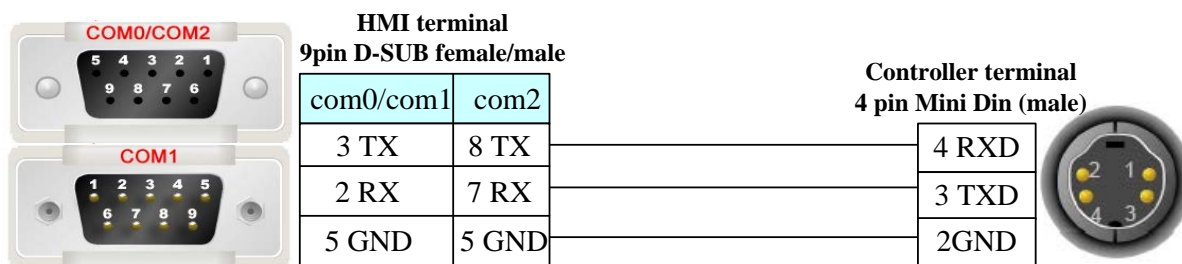 COM0/COM2
5 4 3 2 1
9 8 7 6
COM1
1 2 3 4 5
6 7 8 9
HMI terminal
9pin D-SUB female/male
com0/com1 com2
3 TX 8 TX
2 RX 7 RX
5 GND 5 GND
Controller terminal
4 pin Mini Din (male)
4 RXD
3 TXD
2GND
2 1
4 3